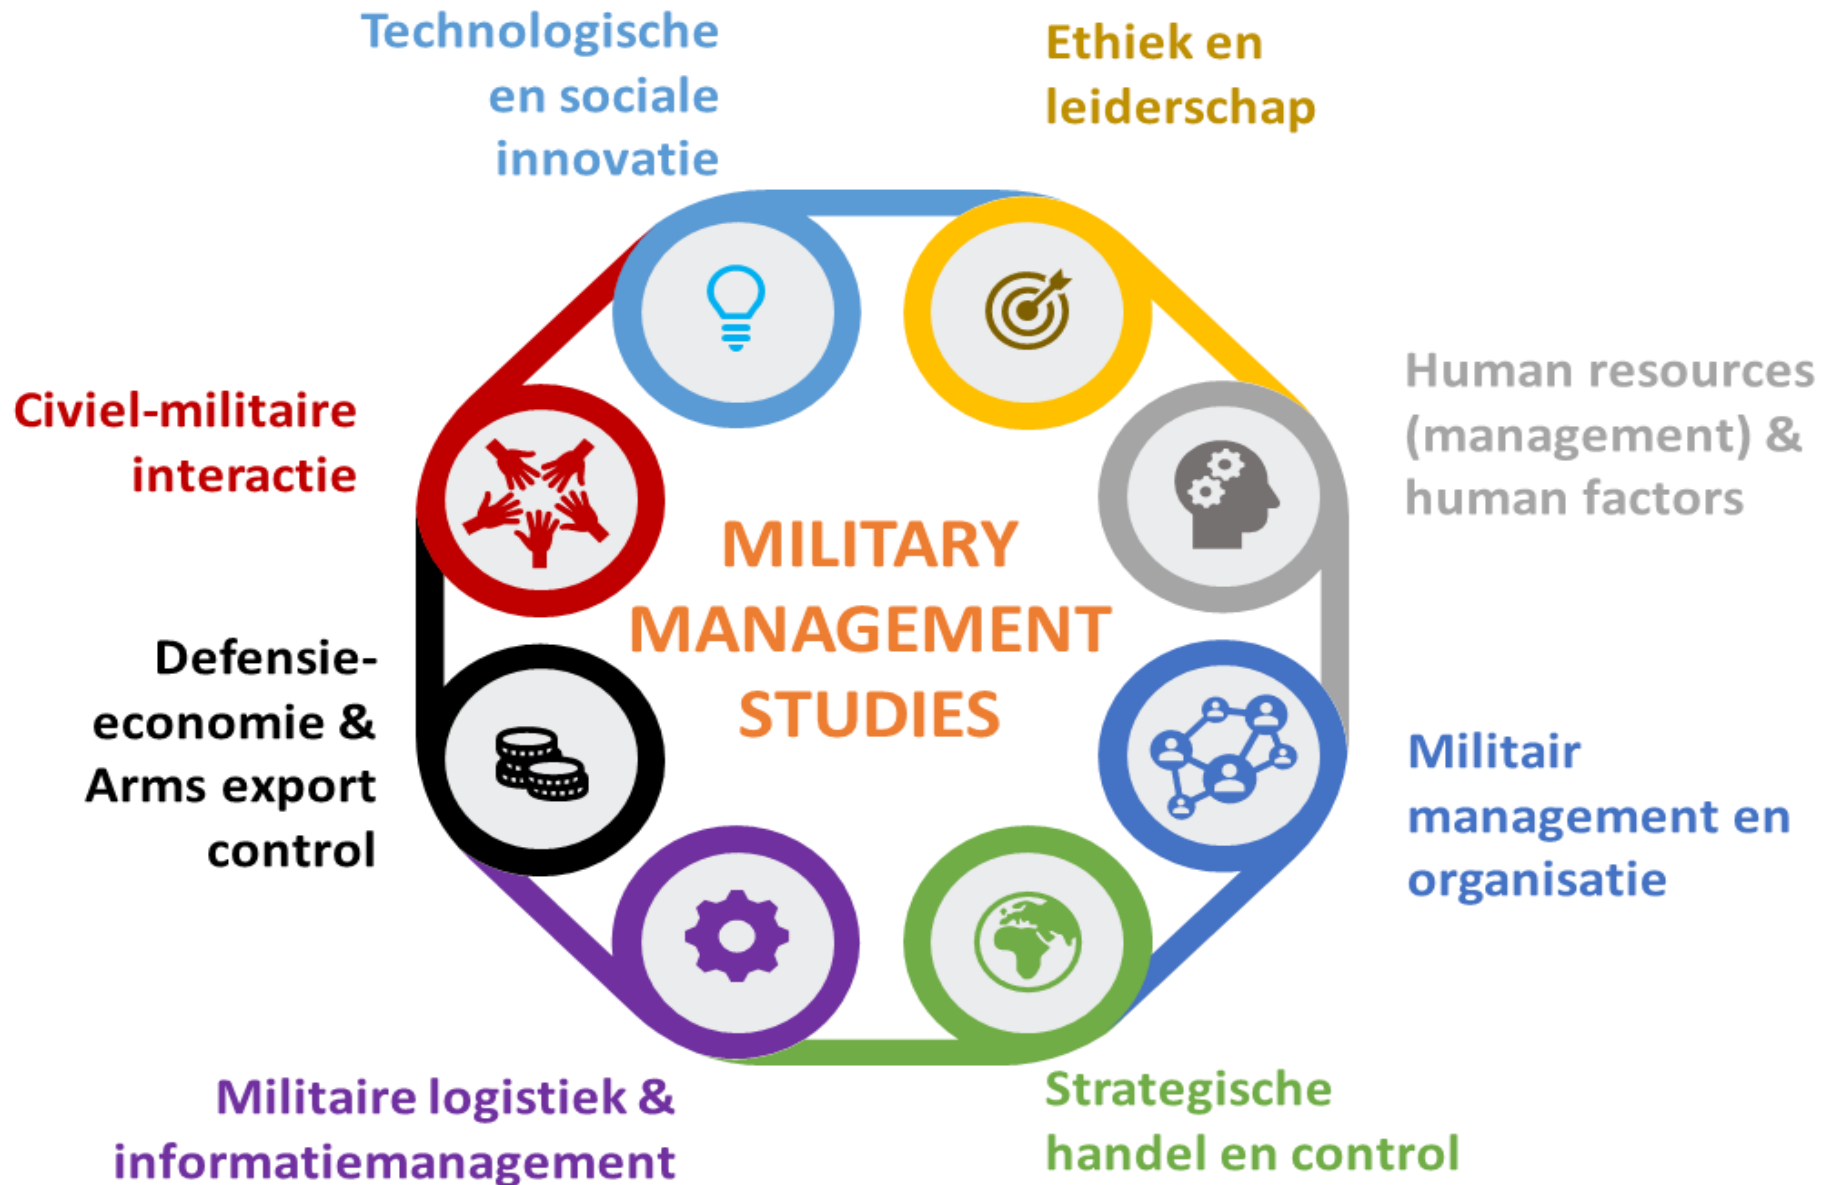 Technologische
en sociale
innovatie
Ethiek en
leiderschap
Human resources
(management) &
human factors
Civiel-militaire
interactie
MILITARY
MANAGEMENT
STUDIES
Defensie-
economie &
Arms export
control
Militair
management en
organisatie
Militaire logistiek &
informatiemanagement
Strategische
handel en control